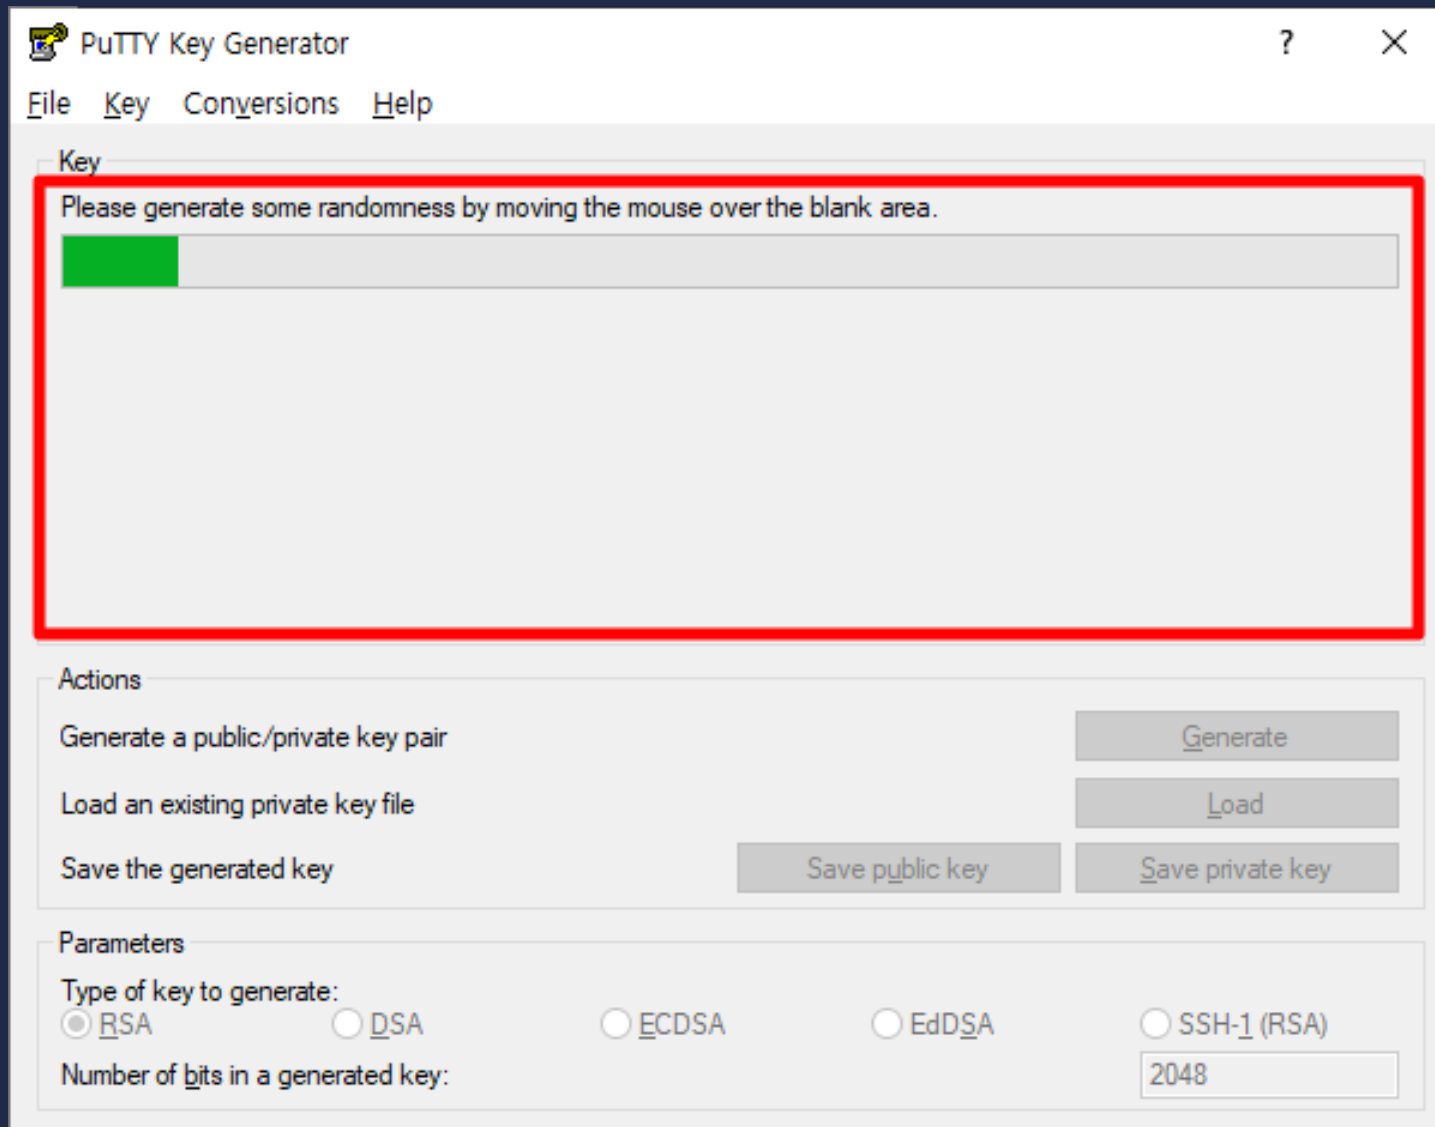 PuTTY Key Generator ? ×
File Key Conversions Help
Key
Please generate some randomness by moving the mouse over the blank area.
Actions
Generate a public/private key pair Generate
Load an existing private key file Load
Save the generated key Save public key Save private key
Parameters
Type of key to generate:
RSA DSA ECDSA EdDSA SSH-1 (RSA)
Number of bits in a generated key: 2048